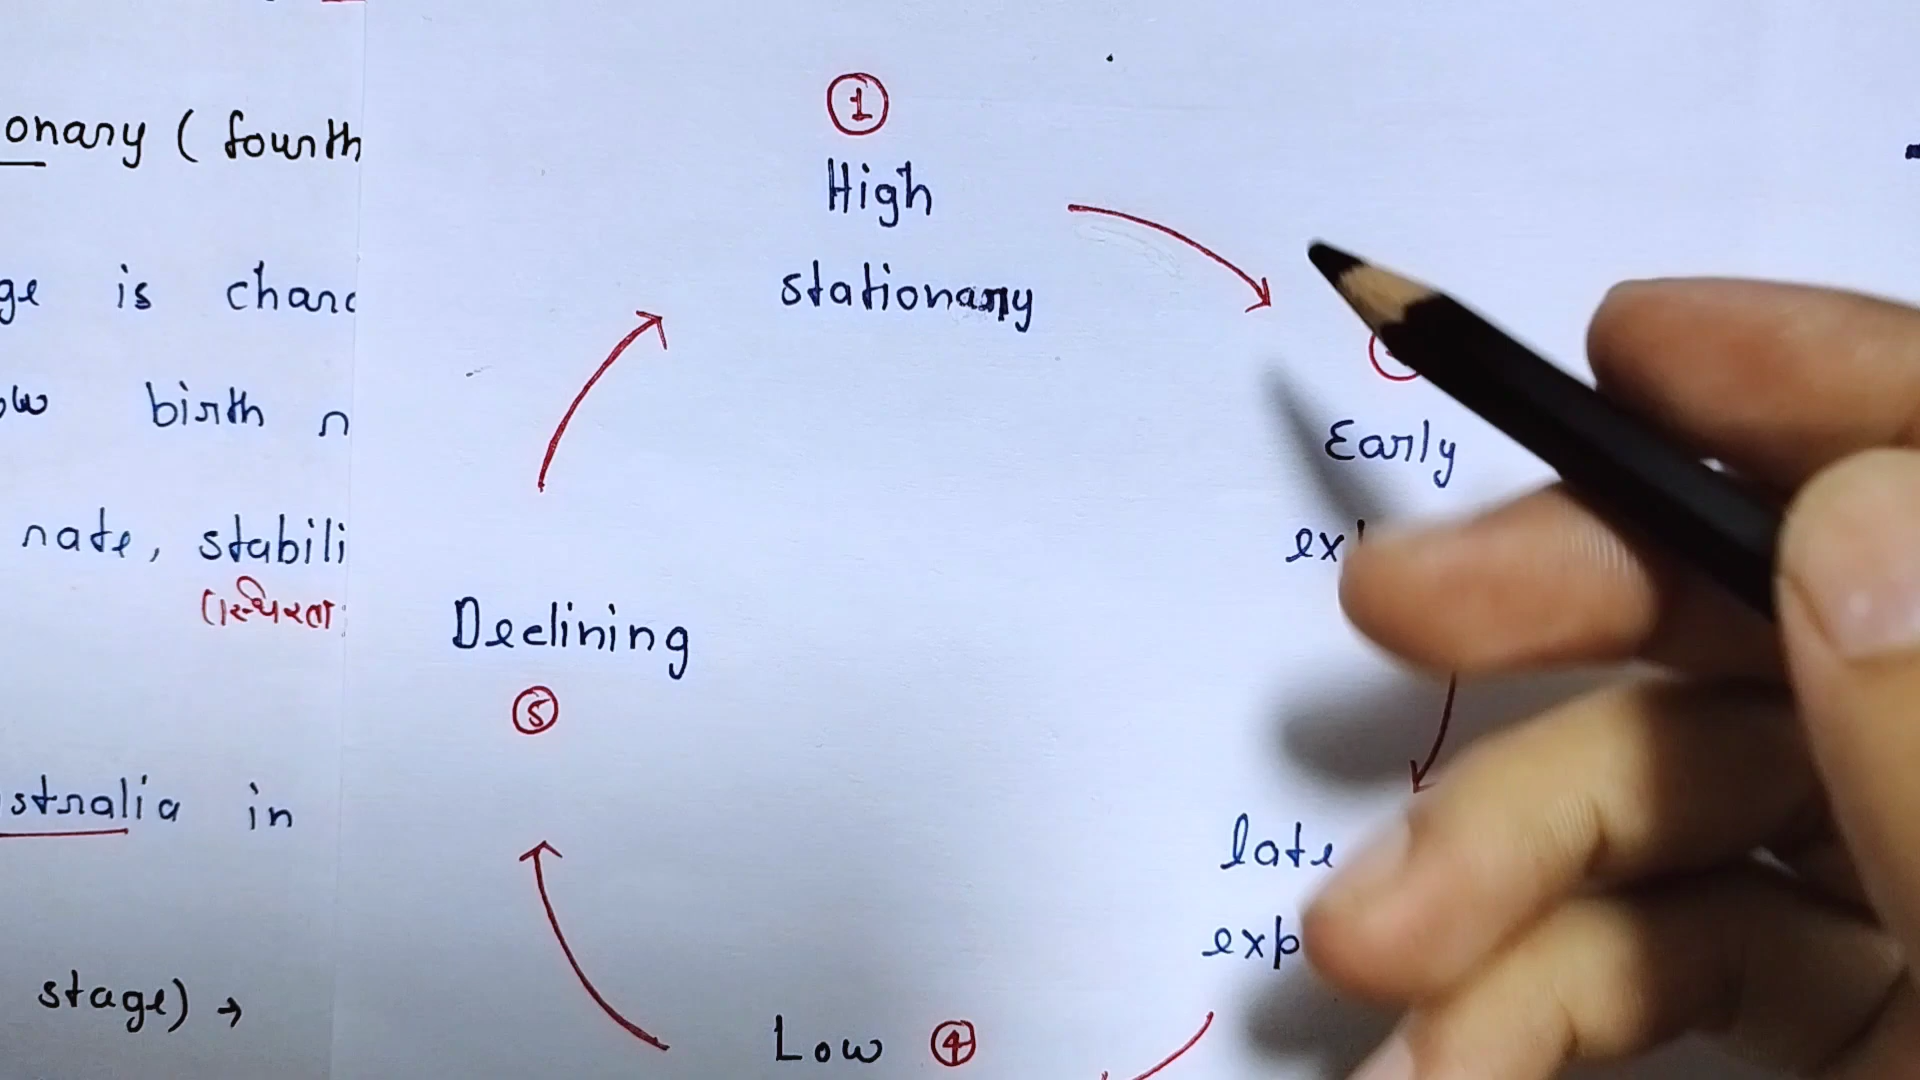 onary (fourth
ge is charc
ow birth r
rate, stabili
(स्थिरता
stralia in
stage) →
1
High
stationary
Early
exp
late
exp
Low 4
Declining
5